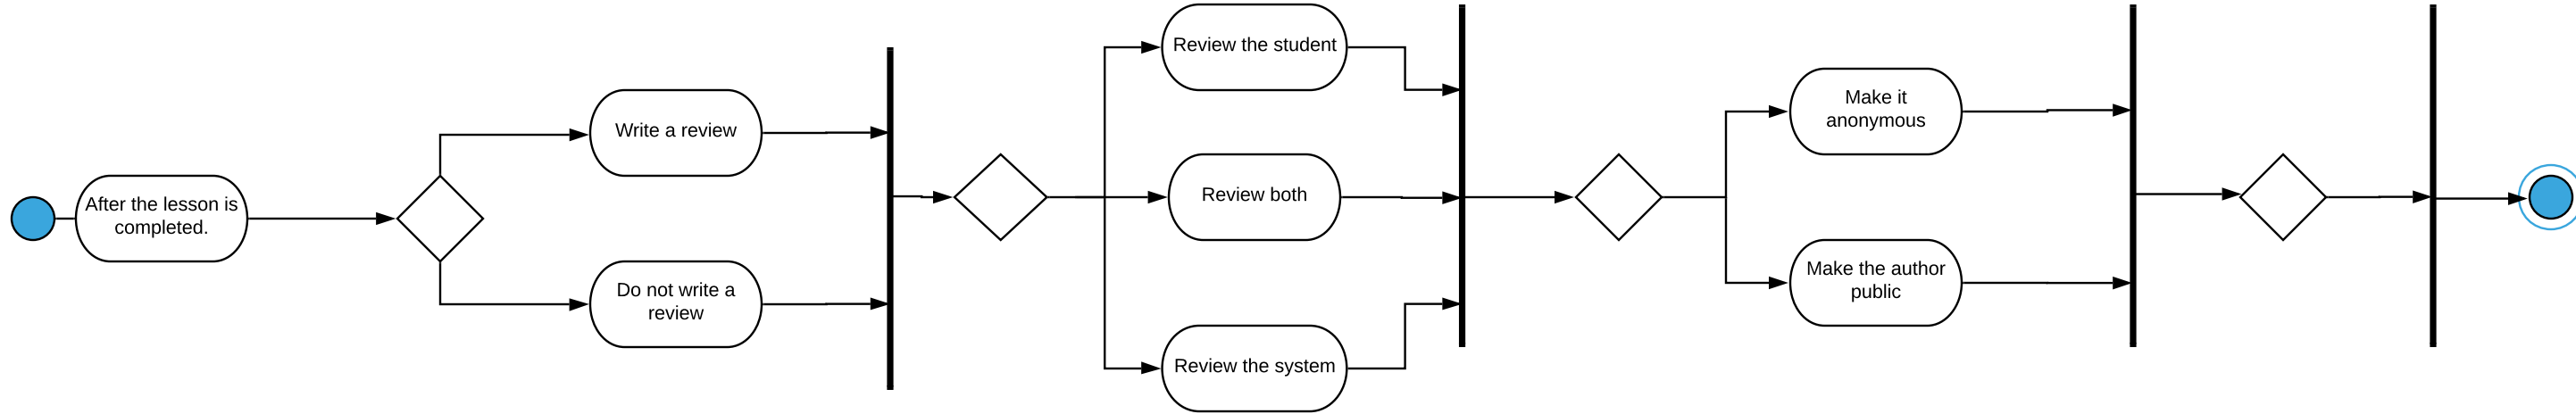 After the lesson is
completed.
Write a review
Do not write a
review
Review the student
Review both
Review the system
Make it
anonymous
Make the author
public